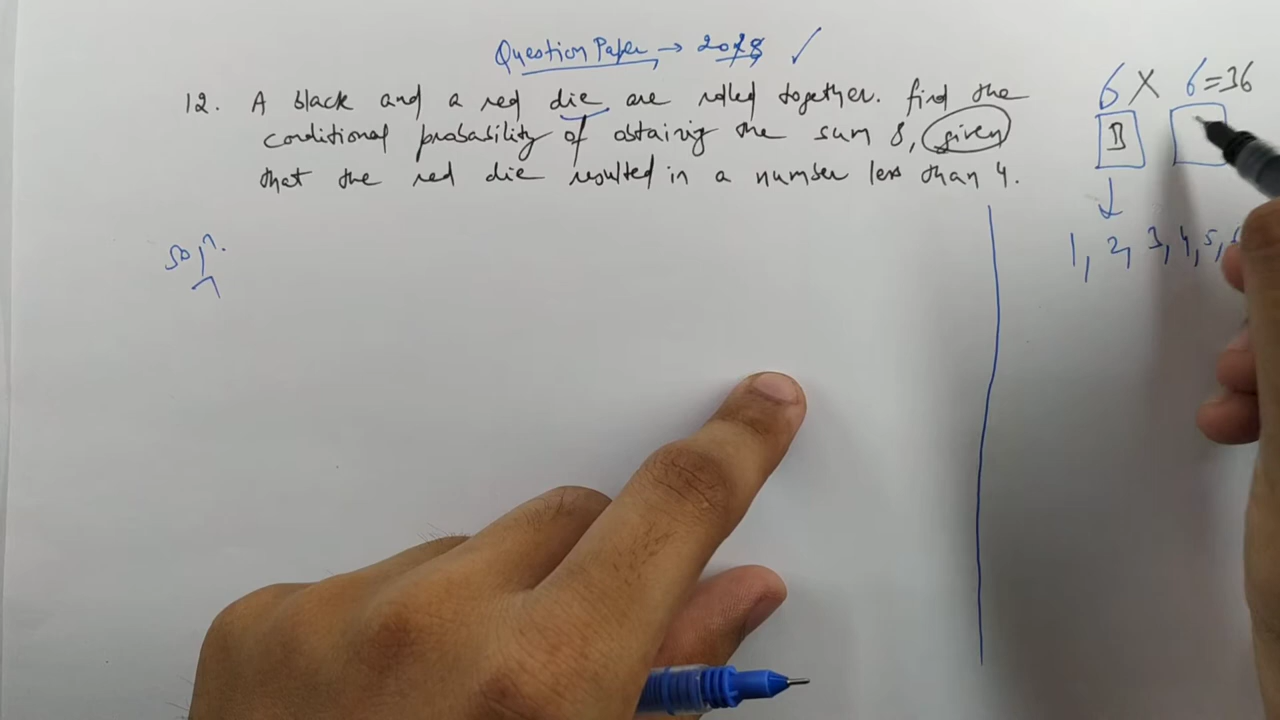 Question Paper → 2018 ✓
12. A black and a red die are rolled together. find the
conditional probability of obtaining the sum 8, given
that the red die resulted in a number less than 4.
6 X 6=36
B
1, 2, 3, 4, 5,
Sol^n.